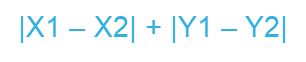 |X1 – X2| + |Y1 – Y2|